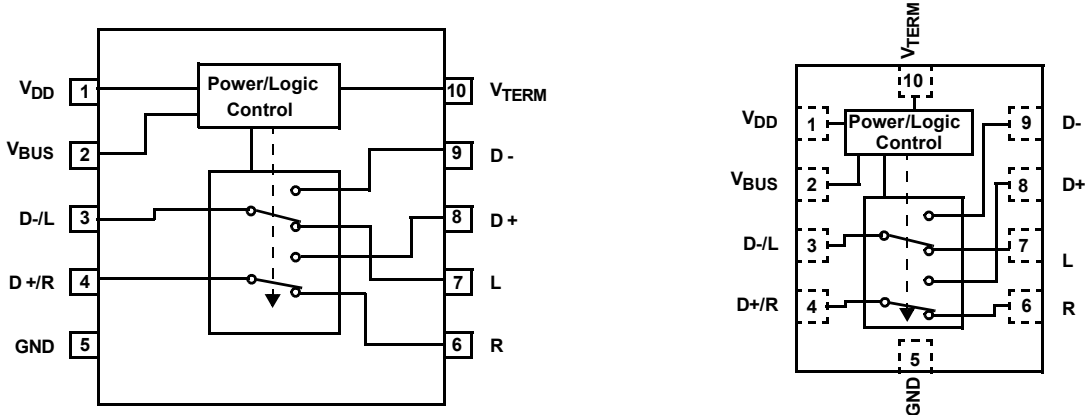 VDD 1
Power/Logic
Control
10 VTERM
VBUS 2
9 D -
D-/L 3
8 D +
D +/R 4
7 L
GND 5
6 R
VTERM
10
VDD 1
Power/Logic
Control
9 D-
VBUS 2
8 D+
D-/L 3
7 L
D+/R 4
6 R
5
GND